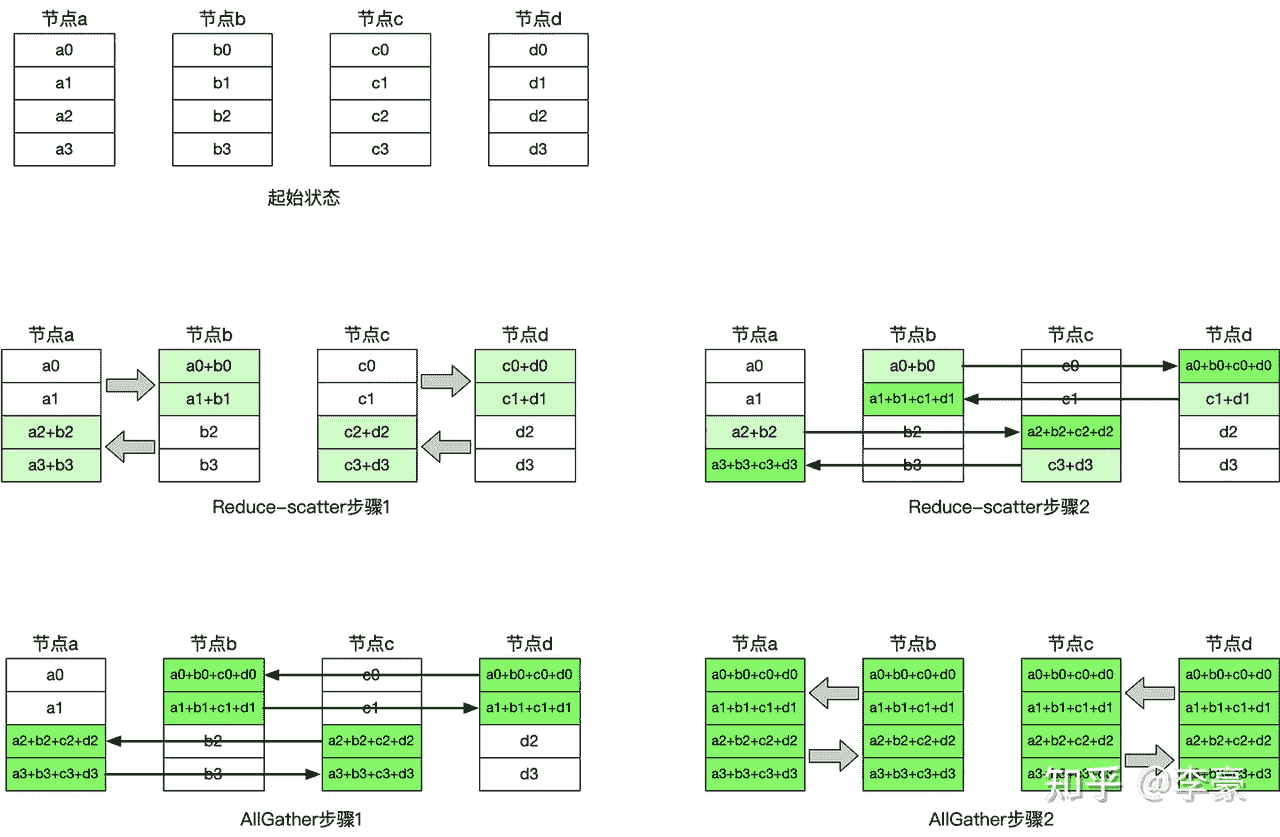 节点a 节点b 节点c 节点d
a0 b0 c0 d0
a1 b1 c1 d1
a2 b2 c2 d2
a3 b3 c3 d3
起始状态
节点a 节点b 节点c 节点d
a0 a0+b0 c0 c0+d0
a1 a1+b1 c1 c1+d1
a2+b2 b2 c2+d2 d2
a3+b3 b3 c3+d3 d3
Reduce-scatter步骤1
节点a 节点b 节点c 节点d
a0 a0+b0 c0 a0+b0+c0+d0
a1 a1+b1+c1+d1 c1 c1+d1
a2+b2 b2 a2+b2+c2+d2 d2
a3+b3+c3+d3 b3 c3+d3 d3
Reduce-scatter步骤2
节点a 节点b 节点c 节点d
a0 a0+b0+c0+d0 c0 a0+b0+c0+d0
a1 a1+b1+c1+d1 c1 a1+b1+c1+d1
a2+b2+c2+d2 b2 a2+b2+c2+d2 d2
a3+b3+c3+d3 b3 a3+b3+c3+d3 d3
AllGather步骤1
节点a 节点b 节点c 节点d
a0+b0+c0+d0 a0+b0+c0+d0 a0+b0+c0+d0 a0+b0+c0+d0
a1+b1+c1+d1 a1+b1+c1+d1 a1+b1+c1+d1 a1+b1+c1+d1
a2+b2+c2+d2 a2+b2+c2+d2 a2+b2+c2+d2 a2+b2+c2+d2
a3+b3+c3+d3 a3+b3+c3+d3 a3+b3+c3+d3 a3+b3+c3+d3
知乎 @李豪
AllGather步骤2